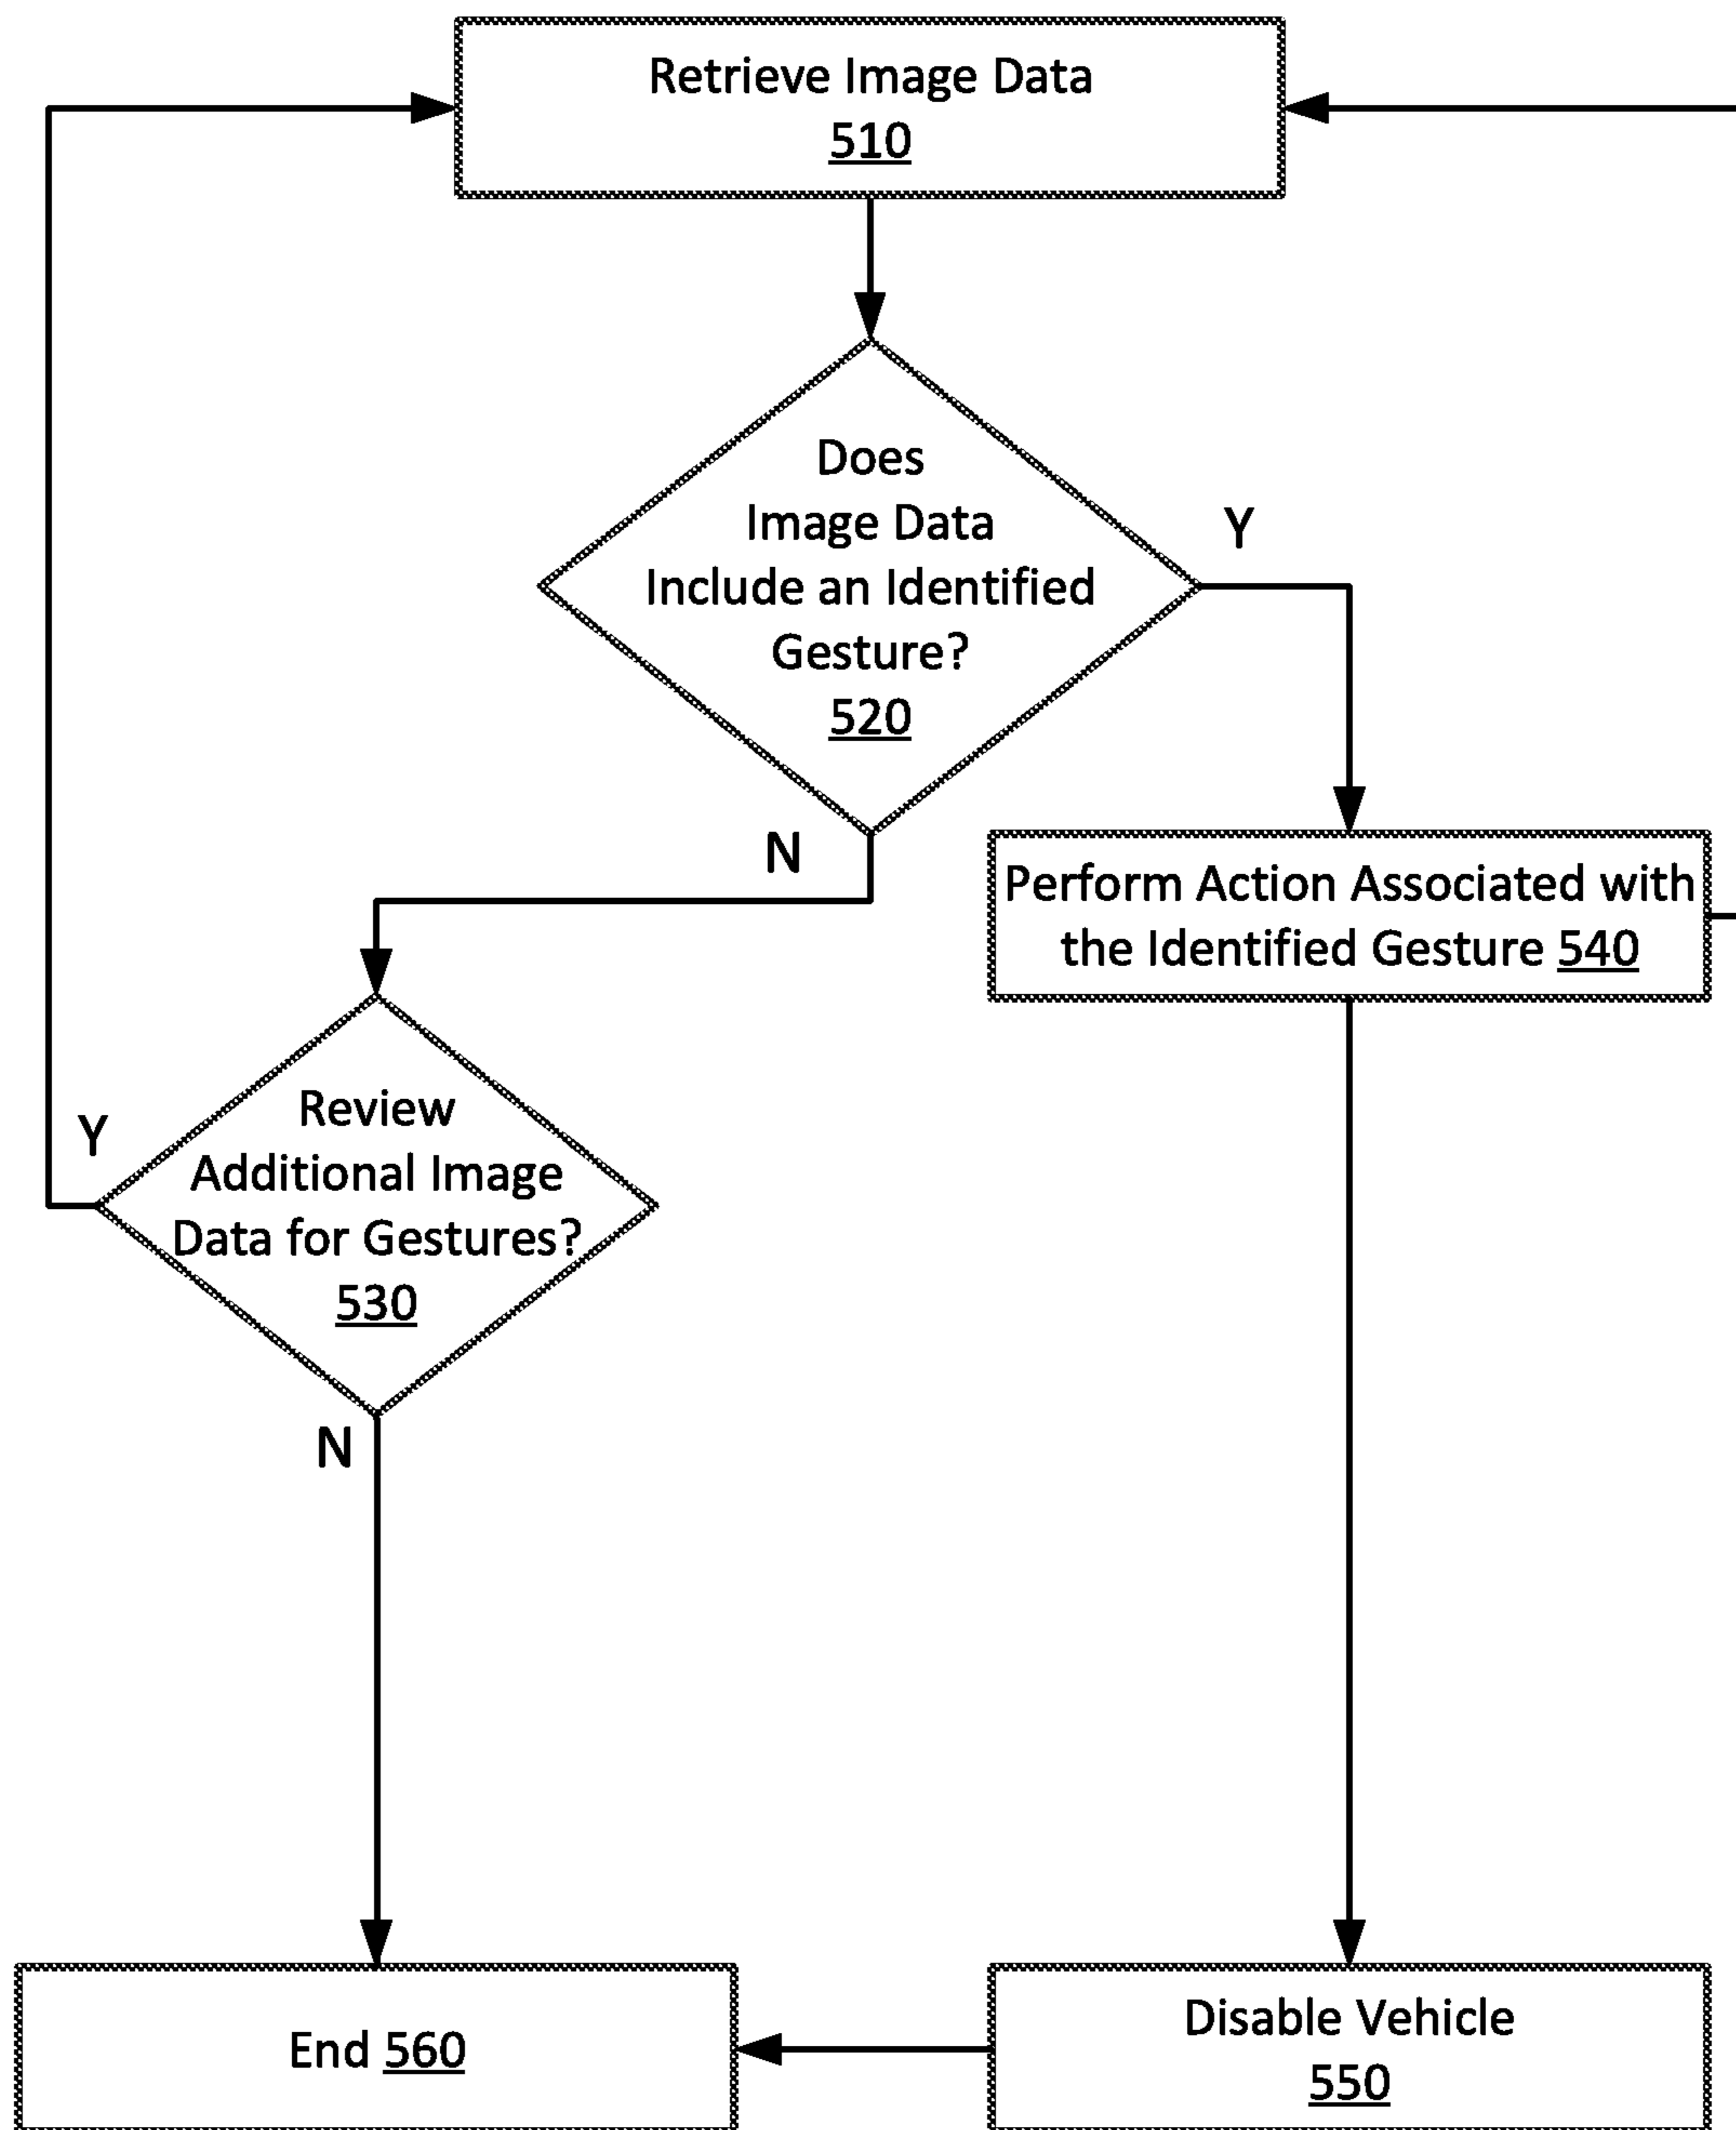 Retrieve Image Data
510
Does
Image Data
Include an Identified
Gesture?
520
Y
N
Perform Action Associated with
the Identified Gesture 540
Review
Additional Image
Data for Gestures?
530
Y
N
End 560
Disable Vehicle
550